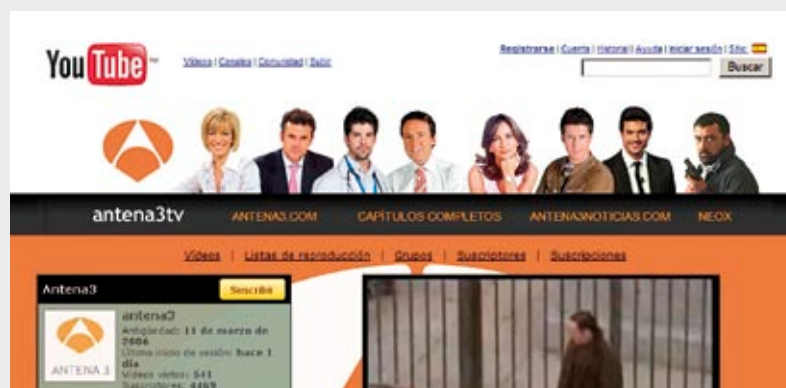 YouTube
Vídeos | Canales | Comunidad | Subir
Registrarse | Cuenta | Historial | Ayuda | Iniciar sesión | Sitio:
Buscar
antena3tv ANTENA3.COM CAPÍTULOS COMPLETOS ANTENA3NOTICIAS.COM NEOX
Vídeos | Listas de reproducción | Grupos | Suscriptores | Suscripciones
Antena3 Suscribir
antena3
Antigüedad: 11 de marzo de
2006
Último inicio de sesión: hace 1
día
Vídeos vistos: 541
Suscriptores: 4469
ANTENA 3